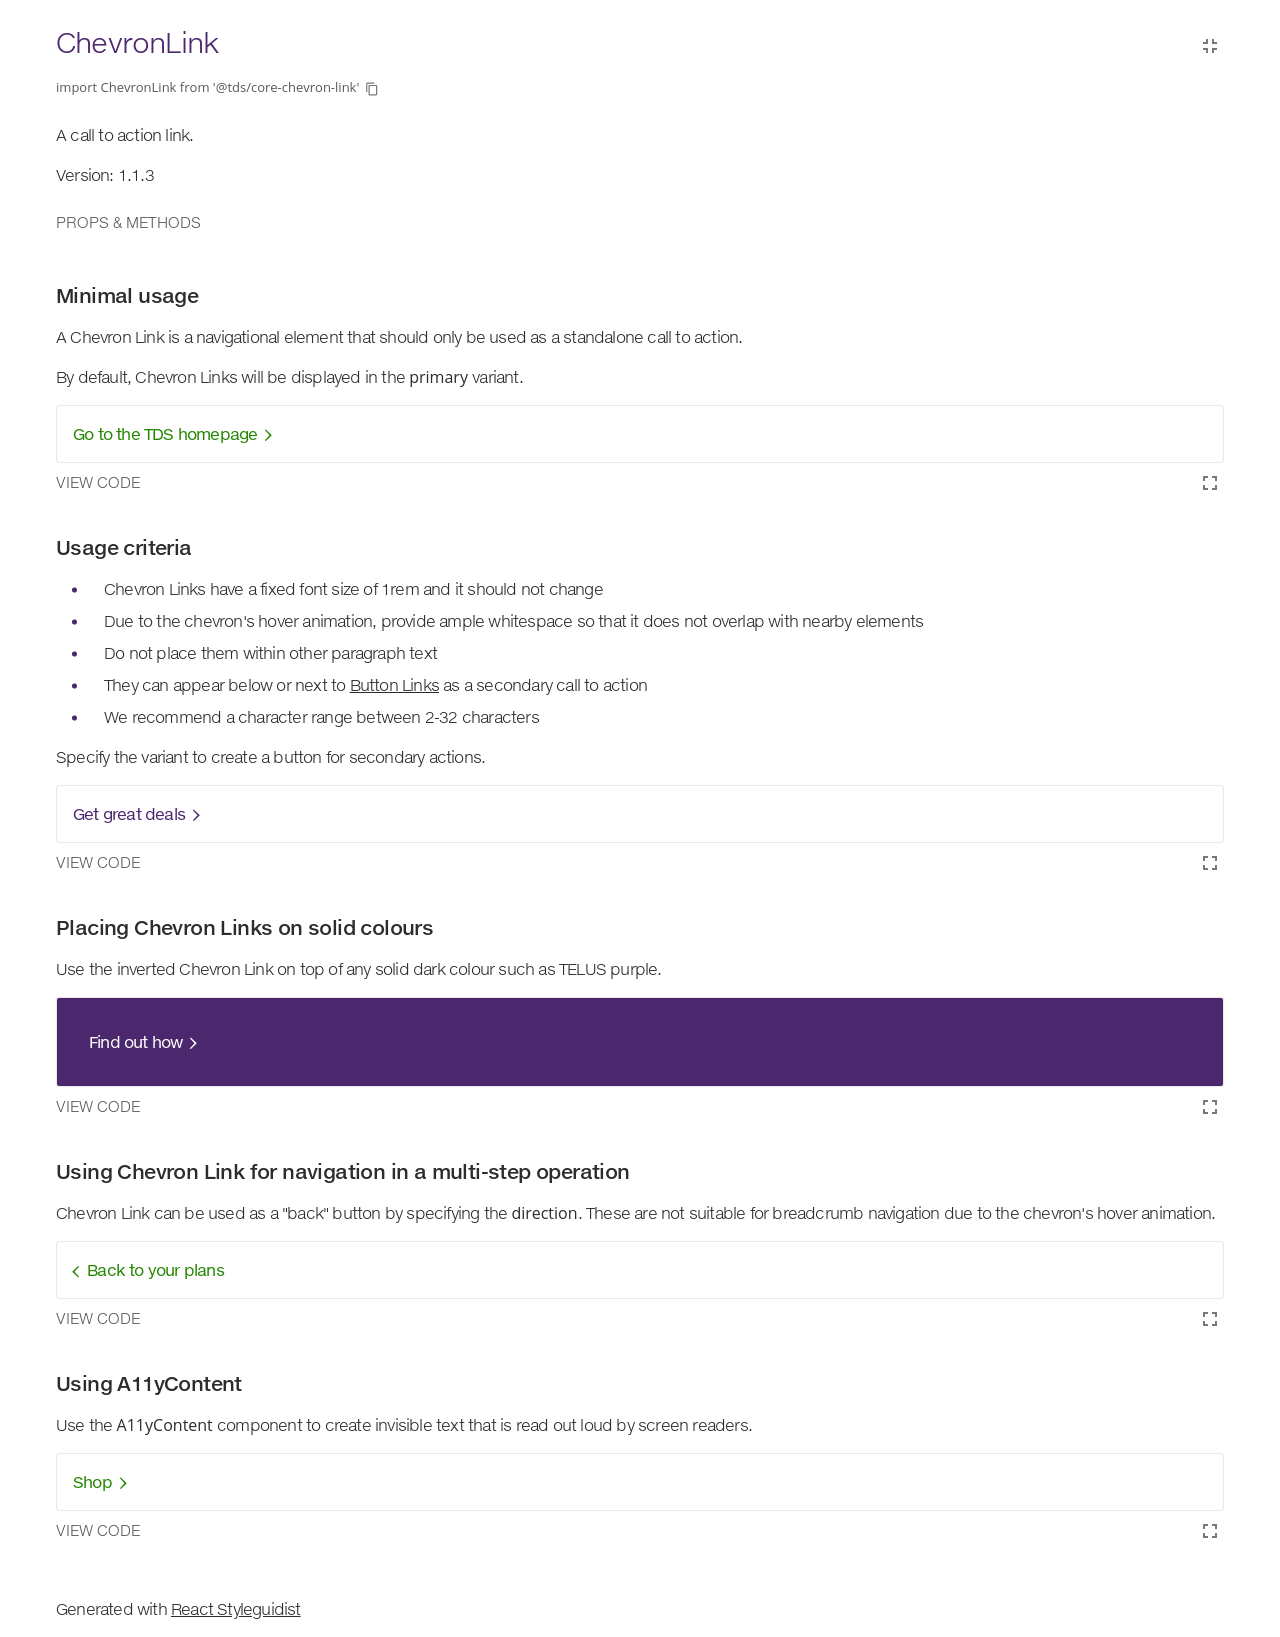 ChevronLink
import ChevronLink from '@tds/core-chevron-link'
A call to action link.
Version: 1.1.3
PROPS & METHODS
Minimal usage
A Chevron Link is a navigational element that should only be used as a standalone call to action.
By default, Chevron Links will be displayed in the primary variant.
Go to the TDS homepage
VIEW CODE
Usage criteria
• Chevron Links have a fixed font size of 1rem and it should not change
• Due to the chevron's hover animation, provide ample whitespace so that it does not overlap with nearby elements
• Do not place them within other paragraph text
• They can appear below or next to Button Links as a secondary call to action
• We recommend a character range between 2-32 characters
Specify the variant to create a button for secondary actions.
Get great deals
VIEW CODE
Placing Chevron Links on solid colours
Use the inverted Chevron Link on top of any solid dark colour such as TELUS purple.
Find out how
VIEW CODE
Using Chevron Link for navigation in a multi-step operation
Chevron Link can be used as a "back" button by specifying the direction. These are not suitable for breadcrumb navigation due to the chevron's hover animation.
Back to your plans
VIEW CODE
Using A11yContent
Use the A11yContent component to create invisible text that is read out loud by screen readers.
Shop
VIEW CODE
Generated with React Styleguidist